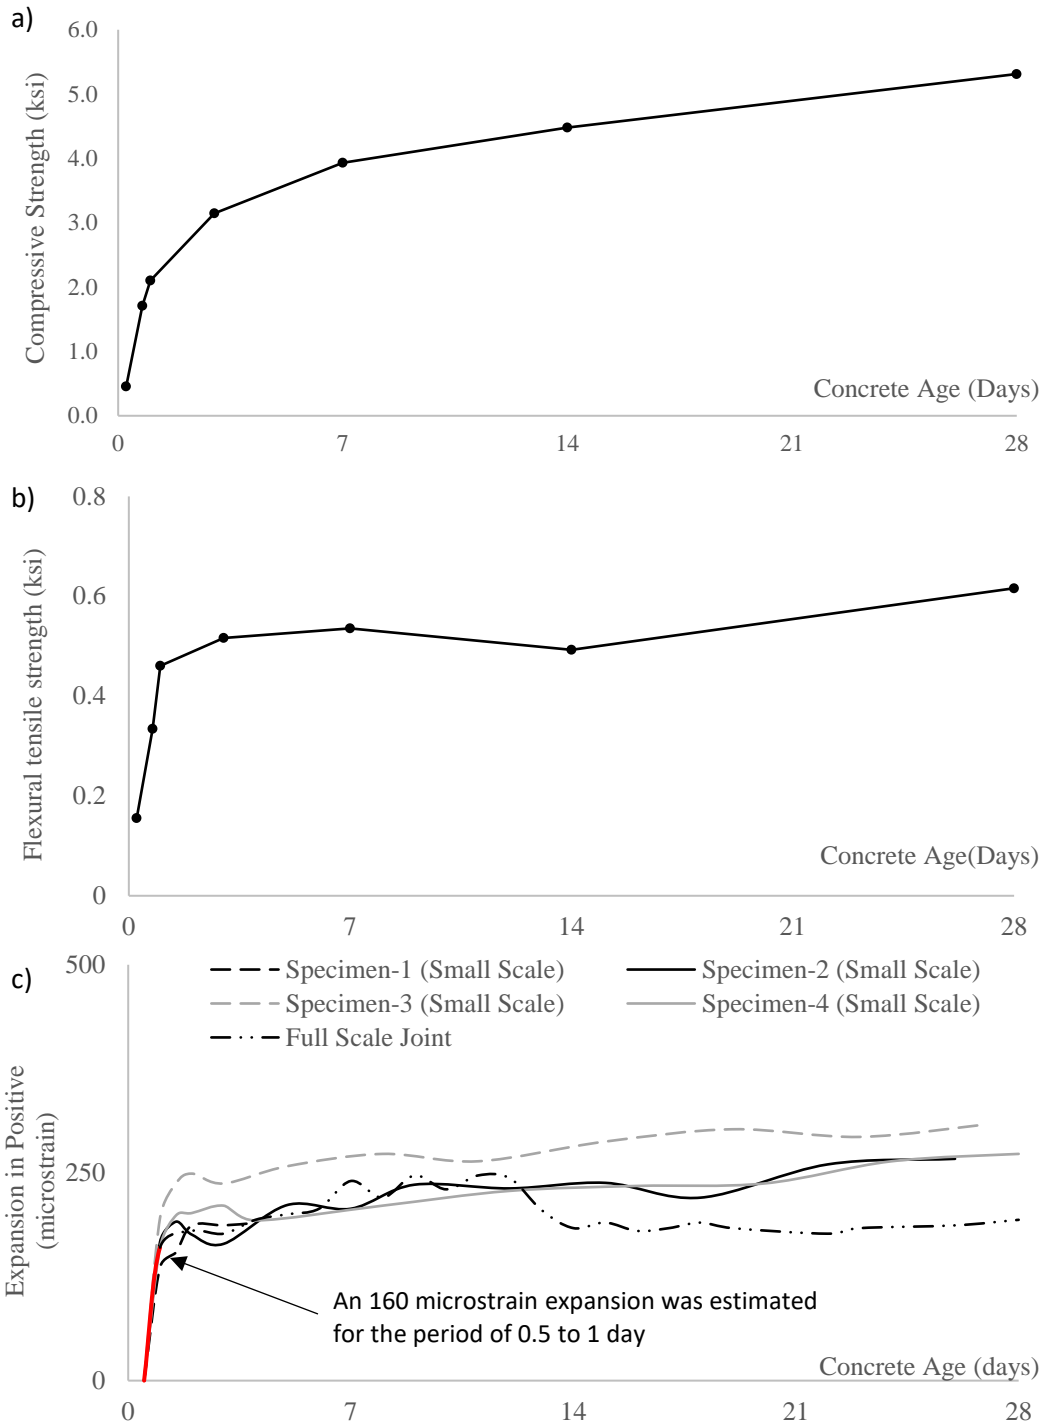 a)
6.0
5.0
4.0
3.0
2.0
1.0
0.0
Compressive Strength (ksi)
Concrete Age (Days)
0 7 14 21 28
b)
0.8
0.6
0.4
0.2
0
Flexural tensile strength (ksi)
Concrete Age(Days)
0 7 14 21 28
c)
500
250
0
Expansion in Positive
(microstrain)
Specimen-1 (Small Scale) Specimen-2 (Small Scale)
Specimen-3 (Small Scale) Specimen-4 (Small Scale)
Full Scale Joint
An 160 microstrain expansion was estimated
for the period of 0.5 to 1 day
Concrete Age (days)
0 7 14 21 28